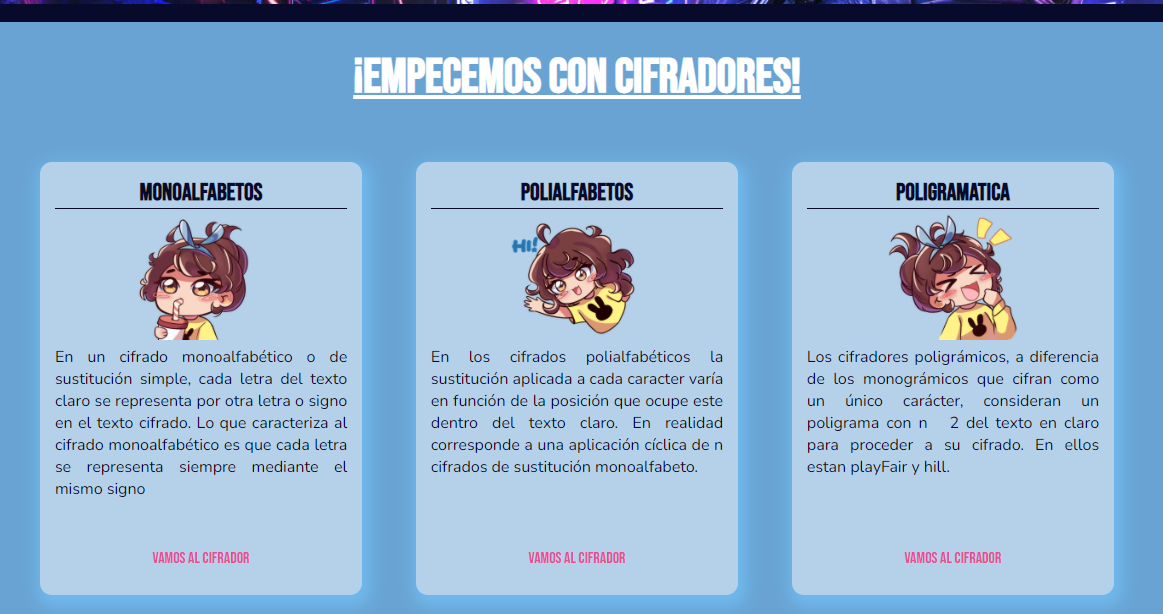 ¡EMPECEMOS CON CIFRADORES!
MONOALFABETOS
En un cifrado monoalfabético o de
sustitución simple, cada letra del texto
claro se representa por otra letra o signo
en el texto cifrado. Lo que caracteriza al
cifrado monoalfabético es que cada letra
se representa siempre mediante el
mismo signo
VAMOS AL CIFRADOR
POLIALFABETOS
HI!
En los cifrados polialfabéticos la
sustitución aplicada a cada caracter varía
en función de la posición que ocupe este
dentro del texto claro. En realidad
corresponde a una aplicación cíclica de n
cifrados de sustitución monoalfabeto.
VAMOS AL CIFRADOR
POLIGRAMATICA
Los cifradores poligrámicos, a diferencia
de los monográmicos que cifran como
un único carácter, consideran un
poligrama con n 2 del texto en claro
para proceder a su cifrado. En ellos
estan playFair y hill.
VAMOS AL CIFRADOR